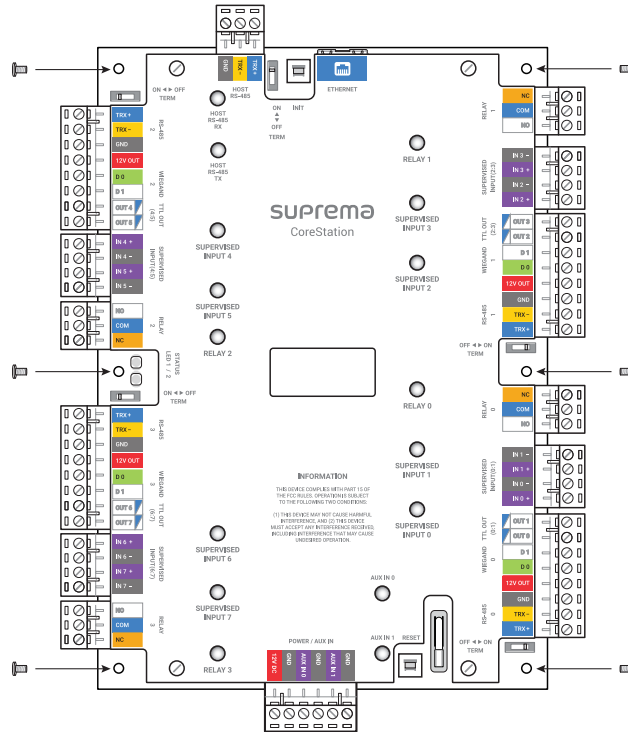 GND
TRX -
TRX +
HOST
RS-485
ON
OFF
TERM
INIT
ETHERNET
ON ◄ ► OFF
TERM
HOST
RS-485
RX
HOST
RS-485
TX
TRX +
TRX -
GND
12V OUT
D 0
D 1
OUT 4
OUT 5
RS-485
2
WIEGAND
2
TTL OUT
(4:5)
IN 4 +
IN 4 -
IN 5 +
IN 5 -
SUPERVISED
INPUT(4:5)
NO
COM
NC
RELAY
2
STATUS
LED 1 / 2
ON ◄ ► OFF
TERM
TRX +
TRX -
GND
12V OUT
D 0
D 1
OUT 6
OUT 7
RS-485
3
WIEGAND
3
TTL OUT
(6:7)
IN 6 +
IN 6 -
IN 7 +
IN 7 -
SUPERVISED
INPUT(6:7)
NO
COM
NC
RELAY
3
suprema
CoreStation
SUPERVISED
INPUT 4
SUPERVISED
INPUT 5
RELAY 2
SUPERVISED
INPUT 6
SUPERVISED
INPUT 7
RELAY 3
RELAY 1
SUPERVISED
INPUT 3
SUPERVISED
INPUT 2
RELAY 0
SUPERVISED
INPUT 1
SUPERVISED
INPUT 0
INFORMATION
THIS DEVICE COMPLIES WITH PART 15 OF
THE FCC RULES. OPERATION IS SUBJECT
TO THE FOLLOWING TWO CONDITIONS:
(1) THIS DEVICE MAY NOT CAUSE HARMFUL
INTERFERENCE, AND (2) THIS DEVICE
MUST ACCEPT ANY INTERFERENCE RECEIVED,
INCLUDING INTERFERENCE THAT MAY CAUSE
UNDESIRED OPERATION.
AUX IN 0
AUX IN 1
RESET
POWER / AUX IN
12V DC
GND
AUX IN 0
GND
AUX IN 1
GND
NC
COM
NO
RELAY
1
IN 3 -
IN 3 +
IN 2 -
IN 2 +
SUPERVISED
INPUT(2:3)
OUT 3
OUT 2
D 1
D 0
12V OUT
GND
TRX -
TRX +
TTL OUT
(2:3)
WIEGAND
1
RS-485
1
OFF ◄ ► ON
TERM
NC
COM
NO
RELAY
0
IN 1 -
IN 1 +
IN 0 -
IN 0 +
SUPERVISED
INPUT(0:1)
OUT 1
OUT 0
D 1
D 0
12V OUT
GND
TRX -
TRX +
TTL OUT
(0:1)
WIEGAND
0
RS-485
0
OFF ◄ ► ON
TERM